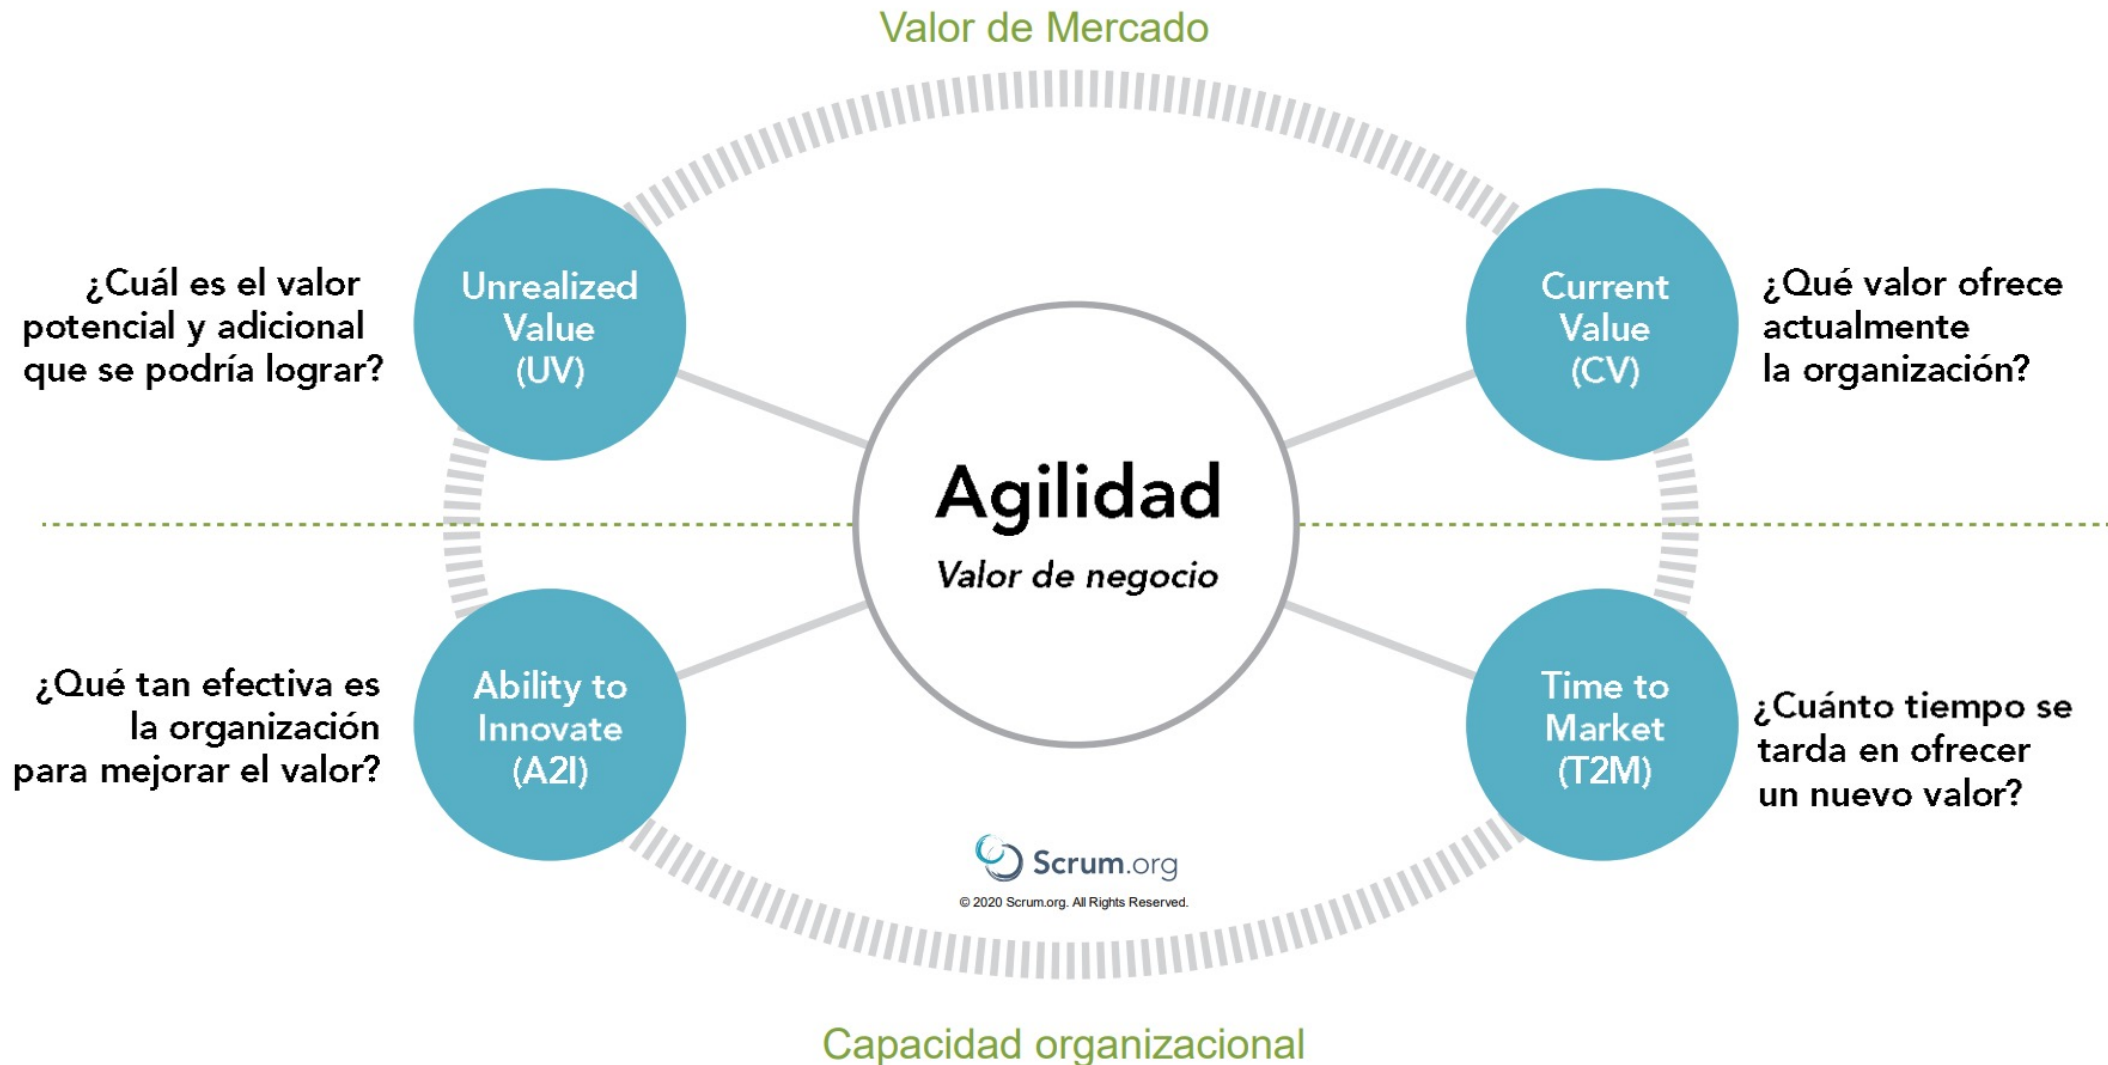 Valor de Mercado
¿Cuál es el valor
potencial y adicional
que se podría lograr?
Unrealized
Value
(UV)
Current
Value
(CV)
¿Qué valor ofrece
actualmente
la organización?
Agilidad
Valor de negocio
¿Qué tan efectiva es
la organización
para mejorar el valor?
Ability to
Innovate
(A2I)
Time to
Market
(T2M)
¿Cuánto tiempo se
tarda en ofrecer
un nuevo valor?
Scrum.org
© 2020 Scrum.org. All Rights Reserved.
Capacidad organizacional